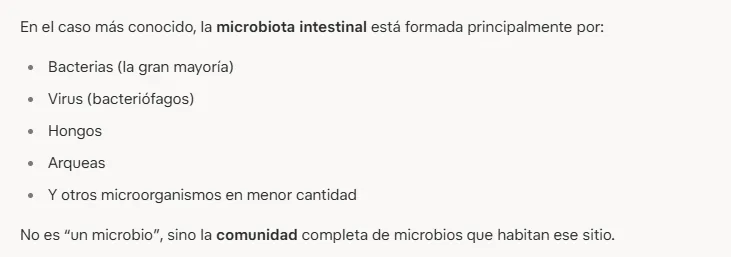 En el caso más conocido, la microbiota intestinal está formada principalmente por:
• Bacterias (la gran mayoría)
• Virus (bacteriófagos)
• Hongos
• Arqueas
• Y otros microorganismos en menor cantidad
No es “un microbio”, sino la comunidad completa de microbios que habitan ese sitio.